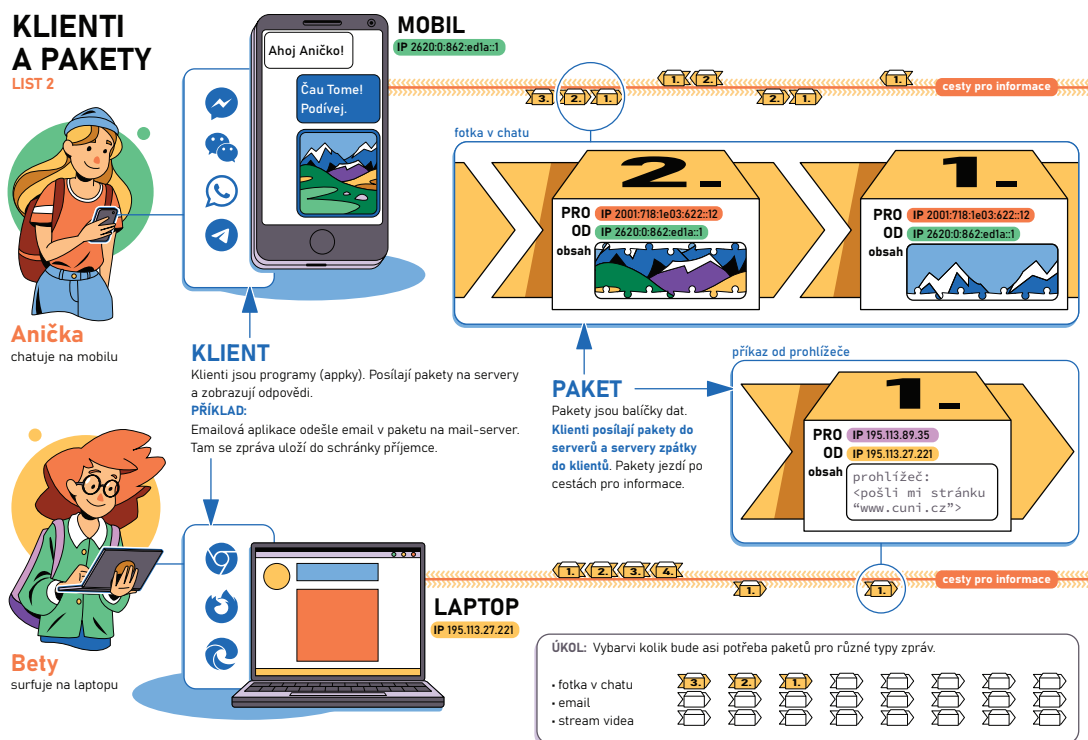 KLIENTI
A PAKETY
LIST 2
MOBIL
IP 2620:0:862:ed1a::1
Ahoj Aničko!
Čau Tome!
Podívej.
3.
2.
1.
1.
2.
2.
1.
1.
cesty pro informace
fotka v chatu
2.
PRO IP 2001:718:1e03:622::12
OD IP 2620:0:862:ed1a::1
obsah
1.
PRO IP 2001:718:1e03:622::12
OD IP 2620:0:862:ed1a::1
obsah
Anička
chatuje na mobilu
KLIENT
Klienti jsou programy (appky). Posílají pakety na servery
a zobrazují odpovědi.
PŘÍKLAD:
Emailová aplikace odešle email v paketu na mail-server.
Tam se zpráva uloží do schránky příjemce.
PAKET
Pakety jsou balíčky dat.
Klienti posílají pakety do
serverů a servery zpátky
do klientů. Pakety jezdí po
cestách pro informace.
příkaz od prohlížeče
1.
PRO IP 195.113.89.35
OD IP 195.113.27.221
obsah
prohlížeč:
<pošli mi stránku
“www.cuni.cz”>
Bety
surfuje na laptopu
LAPTOP
IP 195.113.27.221
1.
2.
3.
4.
1.
1.
cesty pro informace
ÚKOL: Vybarvi kolik bude asi potřeba paketů pro různé typy zpráv.
• fotka v chatu
3.
2.
1.
• email
• stream videa